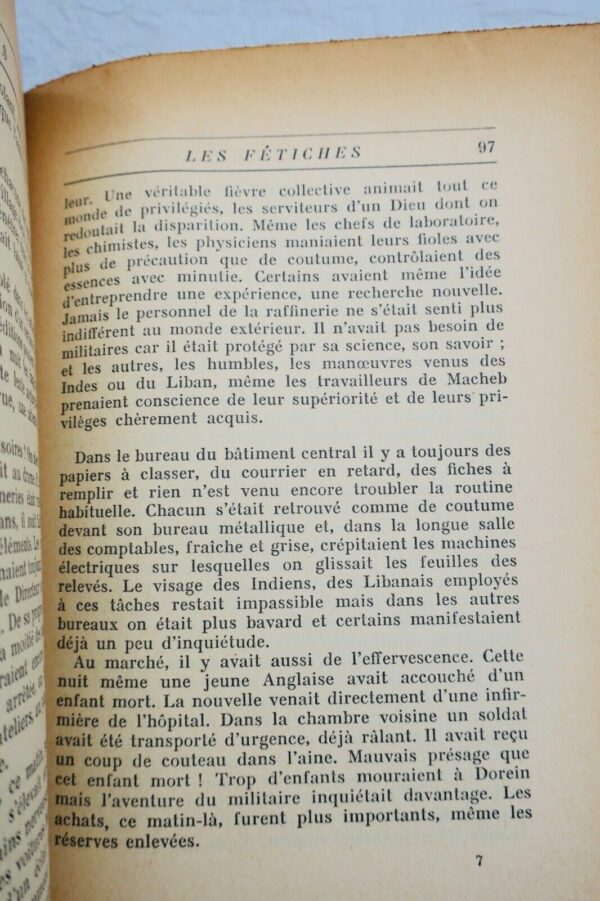 LES FÉTICHES 97
leur. Une véritable fièvre collective animait tout ce
monde de privilégiés, les serviteurs d'un Dieu dont on
redoutait la disparition. Même les chefs de laboratoire,
les chimistes, les physiciens maniaient leurs fioles avec
plus de précaution que de coutume, contrôlaient des
essences avec minutie. Certains avaient même l'idée
d'entreprendre une expérience, une recherche nouvelle.
Jamais le personnel de la raffinerie ne s'était senti plus
indifférent au monde extérieur. Il n'avait pas besoin de
militaires car il était protégé par sa science, son savoir ;
et les autres, les humbles, les manœuvres venus des
Indes ou du Liban, même les travailleurs de Macheb
prenaient conscience de leur supériorité et de leurs pri-
vilèges chèrement acquis.
Dans le bureau du bâtiment central il y a toujours des
papiers à classer, du courrier en retard, des fiches à
remplir et rien n'est venu encore troubler la routine
habituelle. Chacun s'était retrouvé comme de coutume
devant son bureau métallique et, dans la longue salle
des comptables, fraîche et grise, crépitaient les machines
électriques sur lesquelles on glissait les feuilles des
relevés. Le visage des Indiens, des Libanais employés
à ces tâches restait impassible mais dans les autres
bureaux on était plus bavard et certains manifestaient
déjà un peu d'inquiétude.
Au marché, il y avait aussi de l'effervescence. Cette
nuit même une jeune Anglaise avait accouché d'un
enfant mort. La nouvelle venait directement d'une infir-
mière de l'hôpital. Dans la chambre voisine un soldat
avait été transporté d'urgence, déjà râlant. Il avait reçu
un coup de couteau dans l'aine. Mauvais présage que
cet enfant mort ! Trop d'enfants mouraient à Dorein
mais l'aventure du militaire inquiétait davantage. Les
achats, ce matin-là, furent plus importants, même les
réserves enlevées.
7